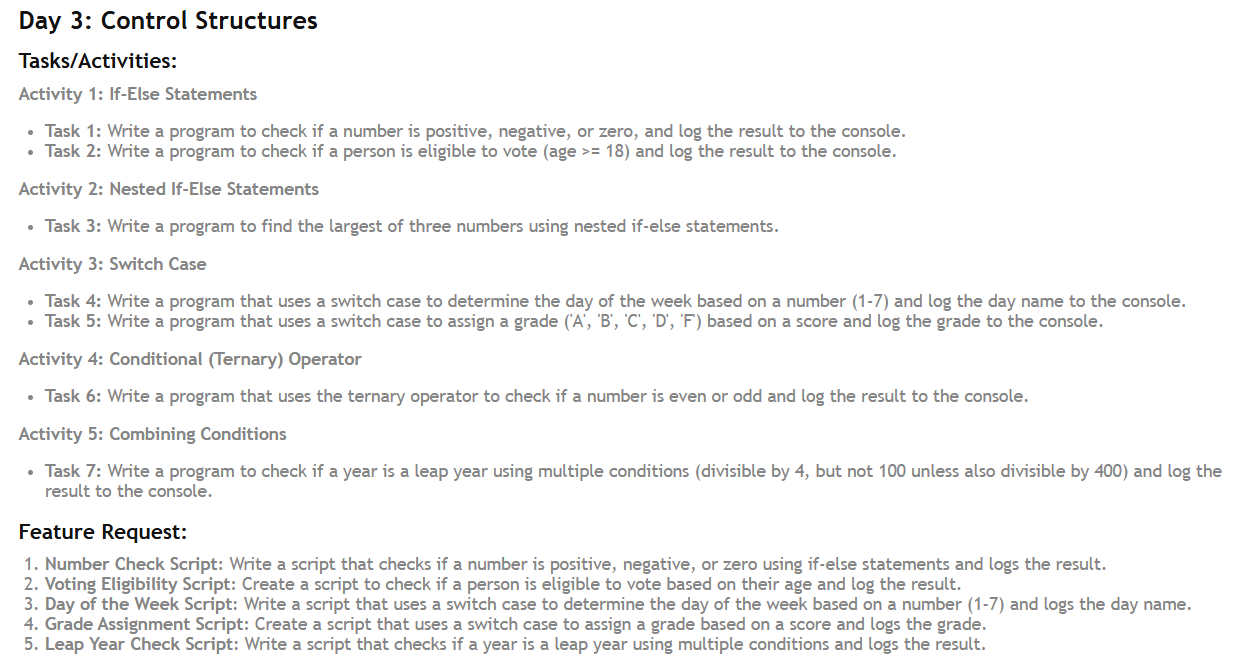 Day 3: Control Structures
Tasks/Activities:
Activity 1: If-Else Statements
• Task 1: Write a program to check if a number is positive, negative, or zero, and log the result to the console.
• Task 2: Write a program to check if a person is eligible to vote (age >= 18) and log the result to the console.
Activity 2: Nested If-Else Statements
• Task 3: Write a program to find the largest of three numbers using nested if-else statements.
Activity 3: Switch Case
• Task 4: Write a program that uses a switch case to determine the day of the week based on a number (1-7) and log the day name to the console.
• Task 5: Write a program that uses a switch case to assign a grade ('A', 'B', 'C', 'D', 'F') based on a score and log the grade to the console.
Activity 4: Conditional (Ternary) Operator
• Task 6: Write a program that uses the ternary operator to check if a number is even or odd and log the result to the console.
Activity 5: Combining Conditions
• Task 7: Write a program to check if a year is a leap year using multiple conditions (divisible by 4, but not 100 unless also divisible by 400) and log the
result to the console.
Feature Request:
1. Number Check Script: Write a script that checks if a number is positive, negative, or zero using if-else statements and logs the result.
2. Voting Eligibility Script: Create a script to check if a person is eligible to vote based on their age and log the result.
3. Day of the Week Script: Write a script that uses a switch case to determine the day of the week based on a number (1-7) and logs the day name.
4. Grade Assignment Script: Create a script that uses a switch case to assign a grade based on a score and logs the grade.
5. Leap Year Check Script: Write a script that checks if a year is a leap year using multiple conditions and logs the result.